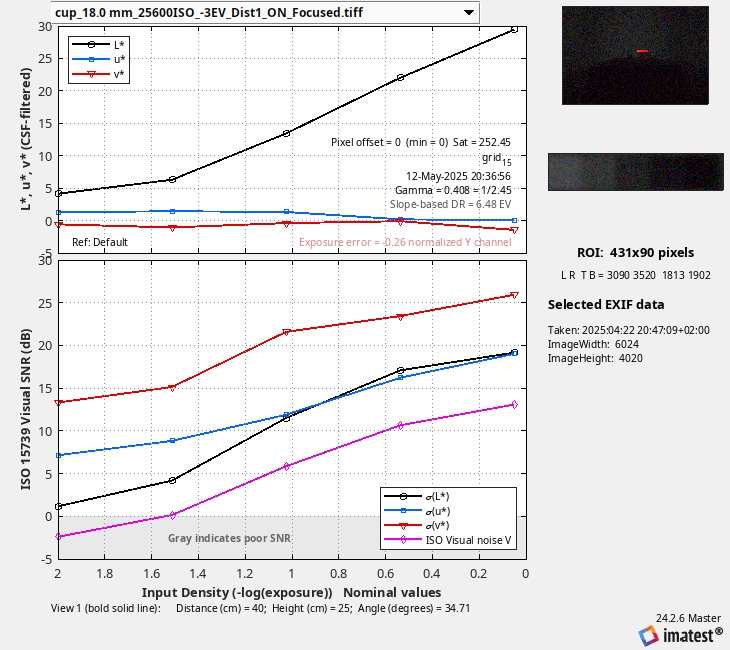 cup_18.0 mm_25600ISO_-3EV_Dist1_ON_Focused.tiff
L*, u*, v* (CSF-filtered)
30
25
20
15
10
5
0
-5
L*
u*
v*
Pixel offset = 0 (min = 0) Sat = 252.45
grid15
12-May-2025 20:36:56
Gamma = 0.408 = 1/2.45
Slope-based DR = 6.48 EV
Ref: Default
Exposure error = -0.26 normalized Y channel
ROI: 431x90 pixels
L R T B = 3090 3520 1813 1902
Selected EXIF data
Taken: 2025:04:22 20:47:09+02:00
ImageWidth: 6024
ImageHeight: 4020
ISO 15739 Visual SNR (dB)
30
25
20
15
10
5
0
-5
σ(L*)
σ(u*)
σ(v*)
ISO Visual noise V
Gray indicates poor SNR
2 1.8 1.6 1.4 1.2 1 0.8 0.6 0.4 0.2 0
Input Density (-log(exposure)) Nominal values
View 1 (bold solid line): Distance (cm) = 40; Height (cm) = 25; Angle (degrees) = 34.71
24.2.6 Master
imatest®